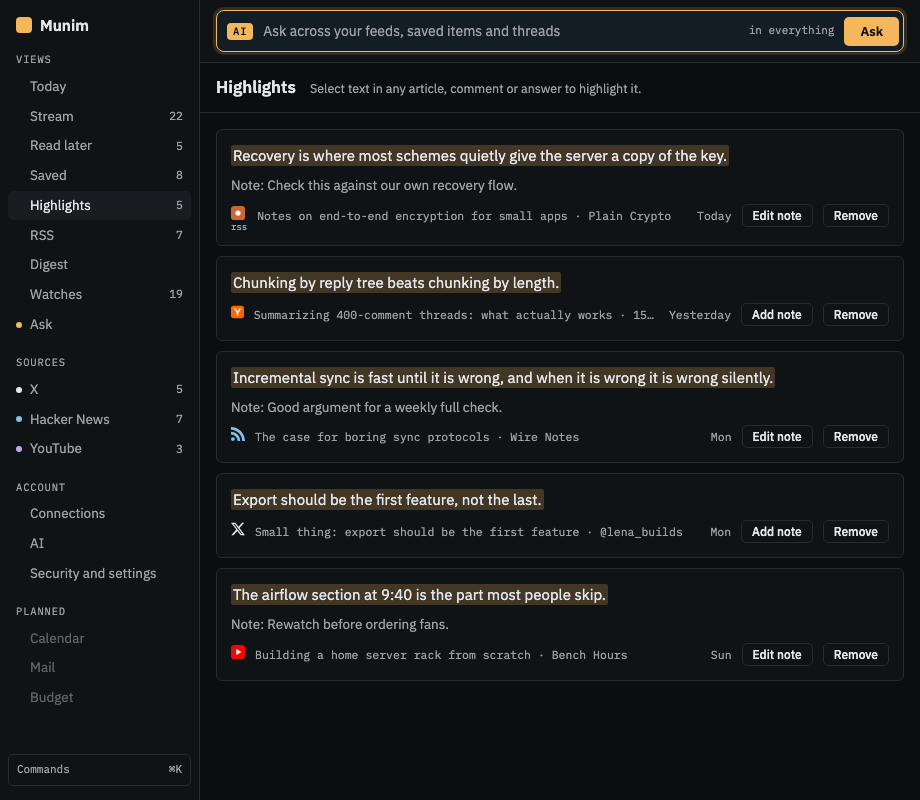 Munim
VIEWS
Today
Stream 22
Read later 5
Saved 8
Highlights 5
RSS 7
Digest
Watches 19
Ask
SOURCES
X 5
Hacker News 7
YouTube 3
ACCOUNT
Connections
AI
Security and settings
PLANNED
Calendar
Mail
Budget
Commands ⌘K
AI Ask across your feeds, saved items and threads in everything Ask
Highlights Select text in any article, comment or answer to highlight it.
Recovery is where most schemes quietly give the server a copy of the key.
Note: Check this against our own recovery flow.
Notes on end-to-end encryption for small apps · Plain Crypto Today Edit note Remove
rss
Chunking by reply tree beats chunking by length.
Y Summarizing 400-comment threads: what actually works · 15… Yesterday Add note Remove
Incremental sync is fast until it is wrong, and when it is wrong it is wrong silently.
Note: Good argument for a weekly full check.
The case for boring sync protocols · Wire Notes Mon Edit note Remove
Export should be the first feature, not the last.
X Small thing: export should be the first feature · @lena_builds Mon Add note Remove
The airflow section at 9:40 is the part most people skip.
Note: Rewatch before ordering fans.
Building a home server rack from scratch · Bench Hours Sun Edit note Remove